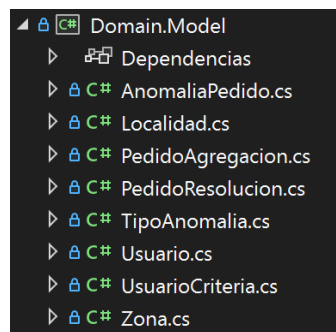 C# Domain.Model
Dependencias
C# AnomaliaPedido.cs
C# Localidad.cs
C# PedidoAgregacion.cs
C# PedidoResolucion.cs
C# TipoAnomalia.cs
C# Usuario.cs
C# UsuarioCriteria.cs
C# Zona.cs